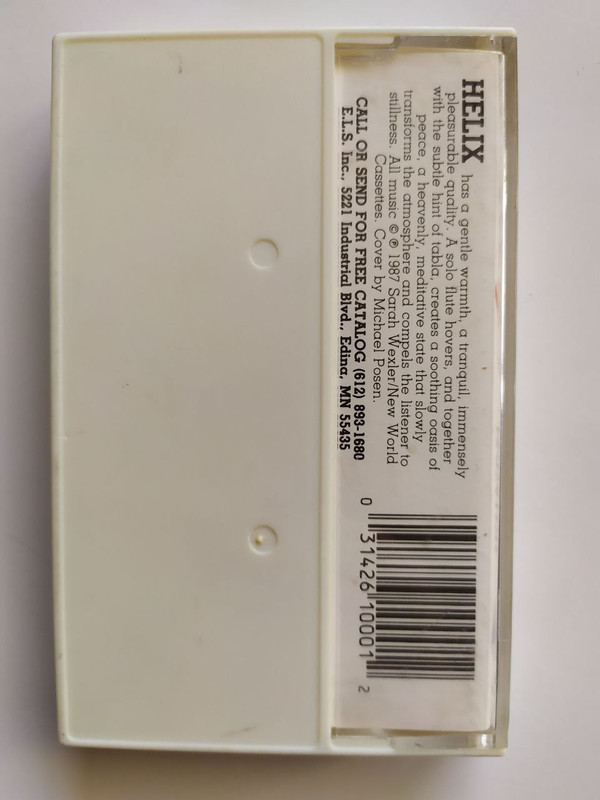 HELIX has a gentle warmth, a tranquil, immensely
pleasurable quality. A solo flute hovers, and together
with the subtle hint of tabla, creates a soothing oasis of
peace, a heavenly, meditative state that slowly
transforms the atmosphere and compels the listener to
stillness. All music © ℗ 1987 Sarah Wexler/New World
Cassettes. Cover by Michael Posen.
CALL OR SEND FOR FREE CATALOG (612) 893-1680
E.L.S. Inc., 5221 Industrial Blvd., Edina, MN 55435
0 31426 10001 2